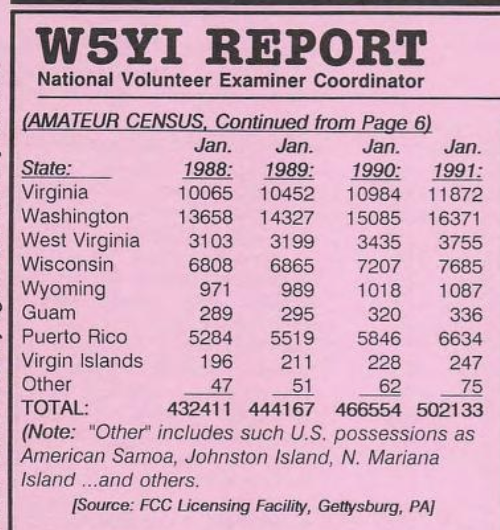 W5YI REPORT
National Volunteer Examiner Coordinator
(AMATEUR CENSUS, Continued from Page 6)
Jan. Jan. Jan. Jan.
State: 1988: 1989: 1990: 1991:
Virginia 10065 10452 10984 11872
Washington 13658 14327 15085 16371
West Virginia 3103 3199 3435 3755
Wisconsin 6808 6865 7207 7685
Wyoming 971 989 1018 1087
Guam 289 295 320 336
Puerto Rico 5284 5519 5846 6634
Virgin Islands 196 211 228 247
Other 47 51 62 75
TOTAL: 432411 444167 466554 502133
(Note: "Other" includes such U.S. possessions as
American Samoa, Johnston Island, N. Mariana
Island ...and others.
[Source: FCC Licensing Facility, Gettysburg, PA]